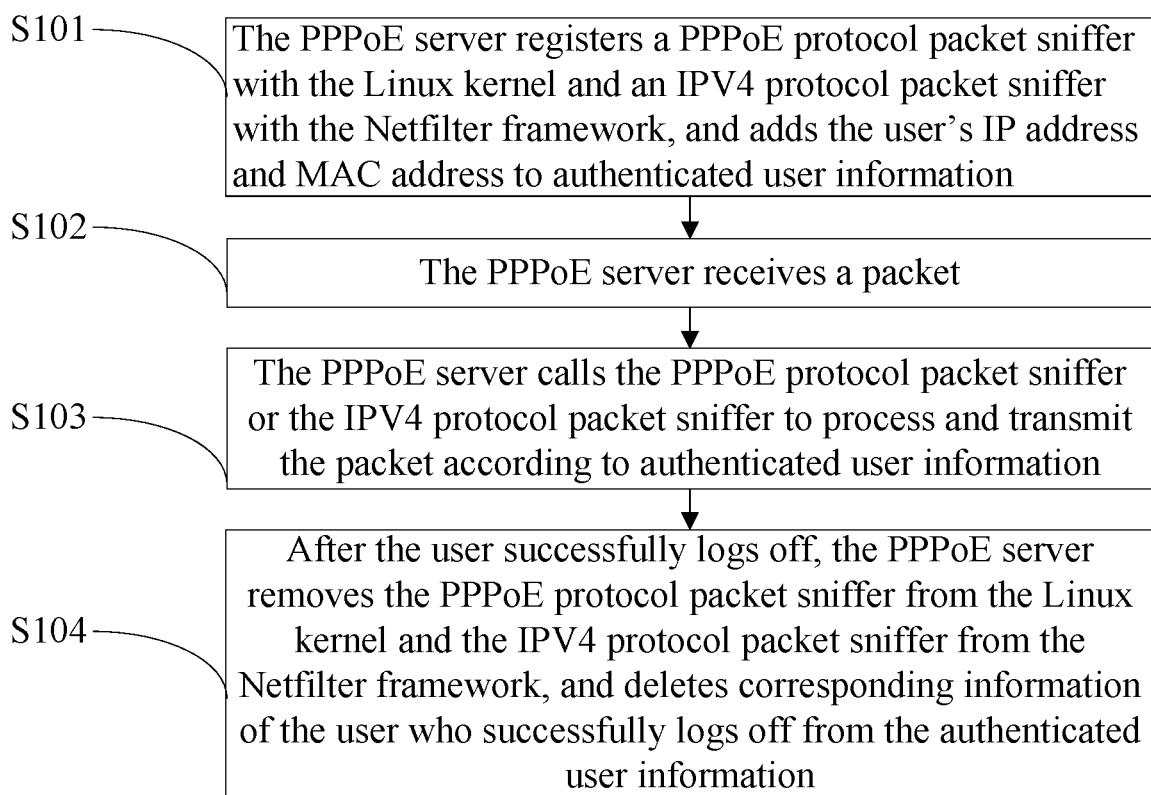 S101
The PPPoE server registers a PPPoE protocol packet sniffer
with the Linux kernel and an IPV4 protocol packet sniffer
with the Netfilter framework, and adds the user’s IP address
and MAC address to authenticated user information
S102
The PPPoE server receives a packet
S103
The PPPoE server calls the PPPoE protocol packet sniffer
or the IPV4 protocol packet sniffer to process and transmit
the packet according to authenticated user information
S104
After the user successfully logs off, the PPPoE server
removes the PPPoE protocol packet sniffer from the Linux
kernel and the IPV4 protocol packet sniffer from the
Netfilter framework, and deletes corresponding information
of the user who successfully logs off from the authenticated
user information